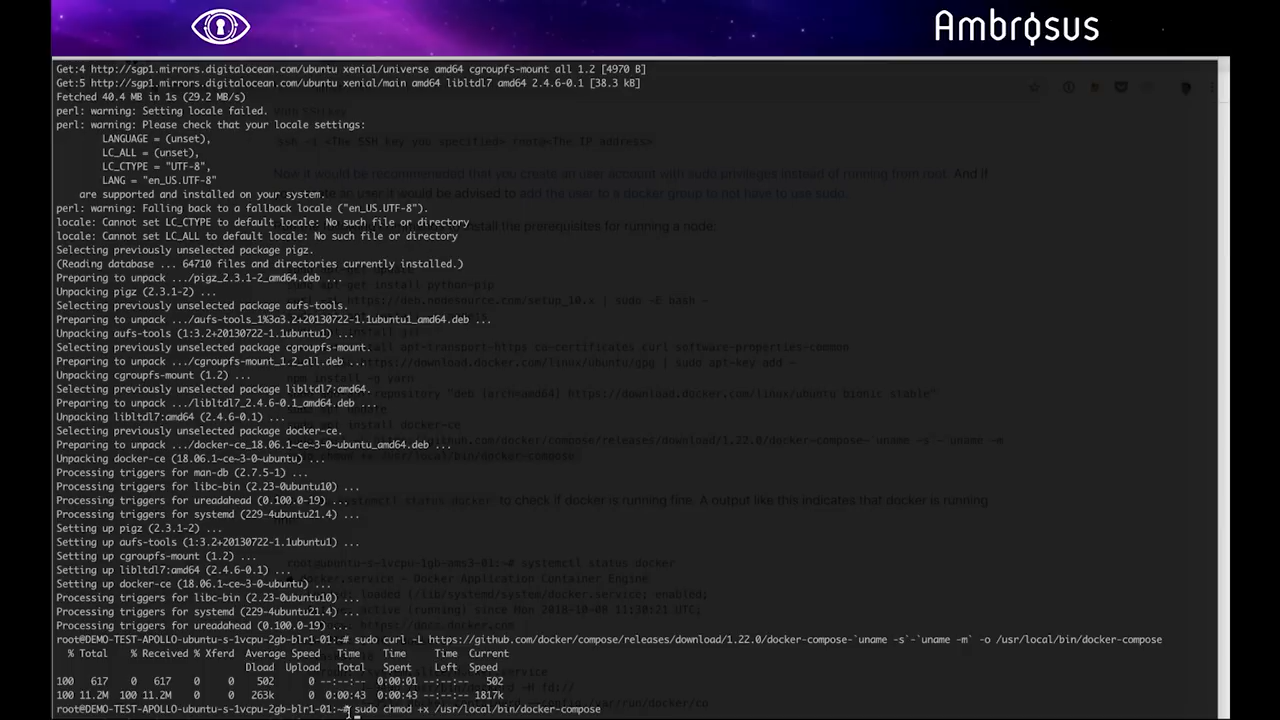 Ambrosus
Get:4 http://sgp1.mirrors.digitalocean.com/ubuntu xenial/universe amd64 cgroupfs-mount all 1.2 [4970 B]
Get:5 http://sgp1.mirrors.digitalocean.com/ubuntu xenial/main amd64 libltdl7 amd64 2.4.6-0.1 [38.3 kB]
Fetched 40.4 MB in 1s (29.2 MB/s)
perl: warning: Setting locale failed.
perl: warning: Please check that your locale settings:
LANGUAGE = (unset),
LC_ALL = (unset),
LC_CTYPE = "UTF-8",
LANG = "en_US.UTF-8"
are supported and installed on your system.
perl: warning: Falling back to a fallback locale ("en_US.UTF-8").
locale: Cannot set LC_CTYPE to default locale: No such file or directory
locale: Cannot set LC_ALL to default locale: No such file or directory
Selecting previously unselected package pigz.
(Reading database ... 64710 files and directories currently installed.)
Preparing to unpack .../pigz_2.3.1-2_amd64.deb ...
Unpacking pigz (2.3.1-2) ...
Selecting previously unselected package aufs-tools.
Preparing to unpack .../aufs-tools_1%3a3.2+20130722-1.1ubuntu1_amd64.deb ...
Unpacking aufs-tools (1:3.2+20130722-1.1ubuntu1) ...
Selecting previously unselected package cgroupfs-mount.
Preparing to unpack .../cgroupfs-mount_1.2_all.deb ...
Unpacking cgroupfs-mount (1.2) ...
Selecting previously unselected package libltdl7:amd64.
Preparing to unpack .../libltdl7_2.4.6-0.1_amd64.deb ...
Unpacking libltdl7:amd64 (2.4.6-0.1) ...
Selecting previously unselected package docker-ce.
Preparing to unpack .../docker-ce_18.06.1~ce~3-0~ubuntu_amd64.deb ...
Unpacking docker-ce (18.06.1~ce~3-0~ubuntu) ...
Processing triggers for man-db (2.7.5-1) ...
Processing triggers for libc-bin (2.23-0ubuntu10) ...
Processing triggers for ureadahead (0.100.0-19) ...
Processing triggers for systemd (229-4ubuntu21.4) ...
Setting up pigz (2.3.1-2) ...
Setting up aufs-tools (1:3.2+20130722-1.1ubuntu1) ...
Setting up cgroupfs-mount (1.2) ...
Setting up libltdl7:amd64 (2.4.6-0.1) ...
Setting up docker-ce (18.06.1~ce~3-0~ubuntu) ...
Processing triggers for libc-bin (2.23-0ubuntu10) ...
Processing triggers for systemd (229-4ubuntu21.4) ...
Processing triggers for ureadahead (0.100.0-19) ...
root@DEMO-TEST-APOLLO-ubuntu-s-1vcpu-2gb-blr1-01:~# sudo curl -L https://github.com/docker/compose/releases/download/1.22.0/docker-compose-`uname -s`-`uname -m` -o /usr/local/bin/docker-compose
% Total % Received % Xferd Average Speed Time Time Time Current
Dload Upload Total Spent Left Speed
100 617 0 617 0 0 502 0 --:--:-- 0:00:01 --:--:-- 502
100 11.2M 100 11.2M 0 0 263k 0 0:00:43 0:00:43 --:--:-- 1817k
root@DEMO-TEST-APOLLO-ubuntu-s-1vcpu-2gb-blr1-01:~# sudo chmod +x /usr/local/bin/docker-compose